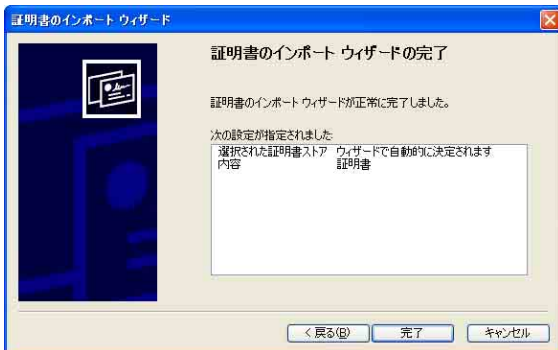 証明書のインポート ウィザード
証明書のインポート ウィザードの完了
証明書のインポート ウィザードが正常に完了しました。
次の設定が指定されました
選択された証明書ストア ウィザードで自動的に決定されます
内容 証明書
< 戻る(B)
完了
キャンセル